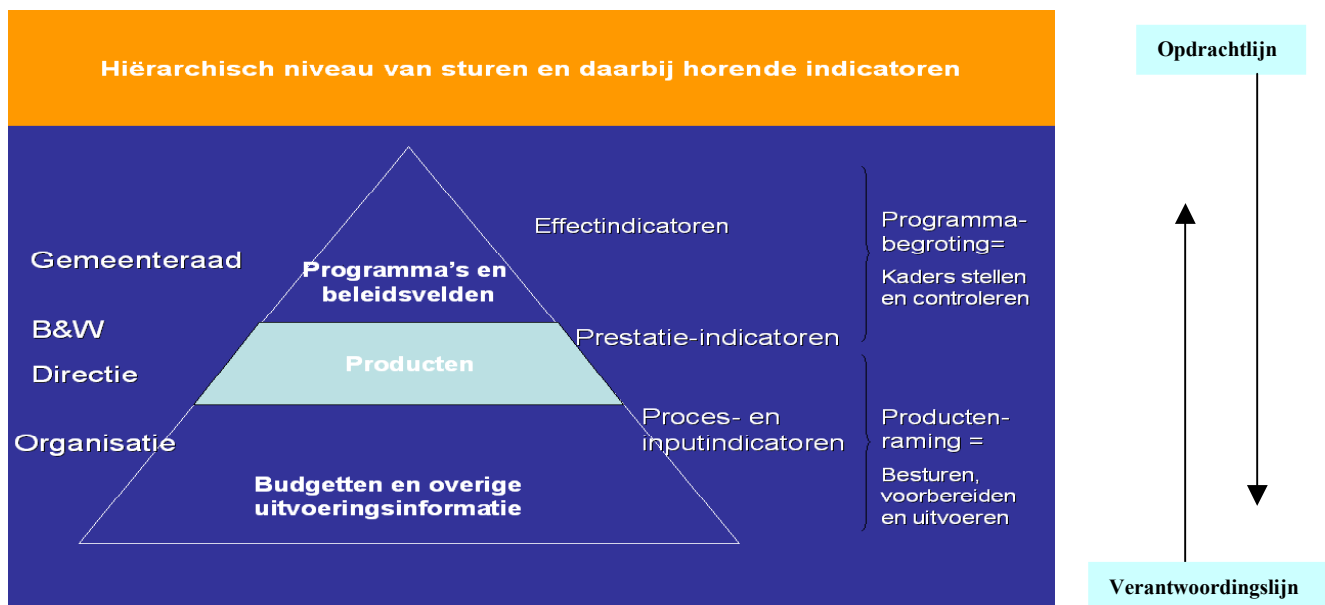 Hiërarchisch niveau van sturen en daarbij horende indicatoren
Opdrachtlijn
Gemeenteraad
B&W
Directie
Organisatie
Programma's en
beleidsvelden
Producten
Budgetten en overige
uitvoeringsinformatie
Effectindicatoren
Prestatie-indicatoren
Proces- en
inputindicatoren
Programma-
begroting=
Kaders stellen
en controleren
Producten-
raming =
Besturen,
voorbereiden
en uitvoeren
Verantwoordingslijn